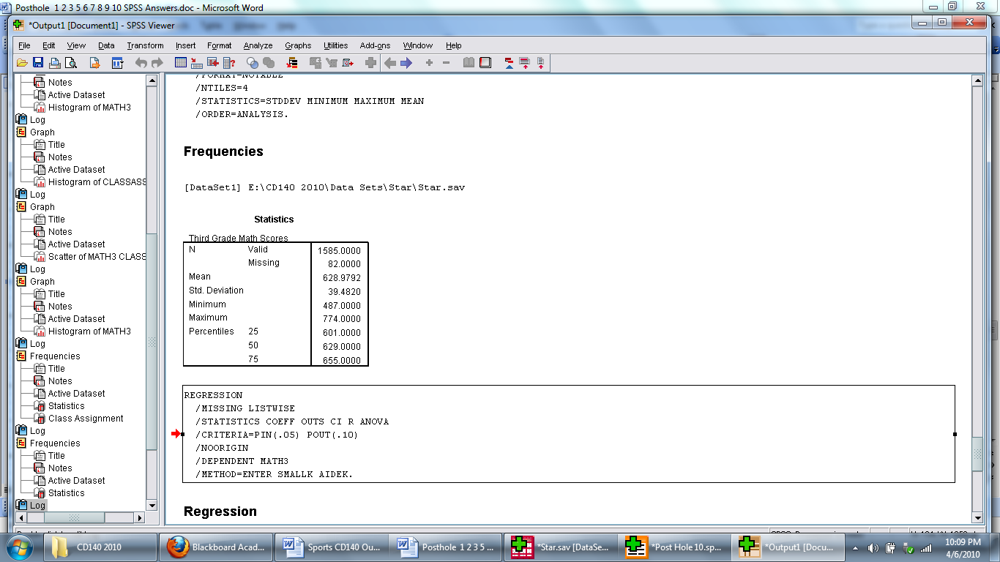 Posthole 1 2 3 5 6 7 8 9 10 SPSS Answers.doc - Microsoft Word
*Output1 [Document1] - SPSS Viewer
File Edit View Data Transform Insert Format Analyze Graphs Utilities Add-ons Window Help
Notes
Active Dataset
Histogram of MATH3
Log
Graph
Title
Notes
Active Dataset
Histogram of CLASSASS
Log
Graph
Title
Notes
Active Dataset
Scatter of MATH3 CLASS
Log
Graph
Title
Notes
Active Dataset
Histogram of MATH3
Log
Frequencies
Title
Notes
Active Dataset
Statistics
Class Assignment
Log
Frequencies
Title
Notes
Active Dataset
Statistics
Log
/FORMAT=NOTABLE
/NTILES=4
/STATISTICS=STDDEV MINIMUM MAXIMUM MEAN
/ORDER=ANALYSIS.
Frequencies
[DataSet1] E:\CD140 2010\Data Sets\Star\Star.sav
Statistics
Third Grade Math Scores
N Valid 1585.0000
Missing 82.0000
Mean 628.9792
Std. Deviation 39.4820
Minimum 487.0000
Maximum 774.0000
Percentiles 25 601.0000
50 629.0000
75 655.0000
REGRESSION
/MISSING LISTWISE
/STATISTICS COEFF OUTS CI R ANOVA
/CRITERIA=PIN(.05) POUT(.10)
/NOORIGIN
/DEPENDENT MATH3
/METHOD=ENTER SMALLK AIDEK.
Regression
CD140 2010
Blackboard Acad...
Sports CD140 Ou...
Posthole 1 2 3 5 ...
*Star.sav [DataSe...
*Post Hole 10.sp...
*Output1 [Docu...
10:09 PM
4/6/2010